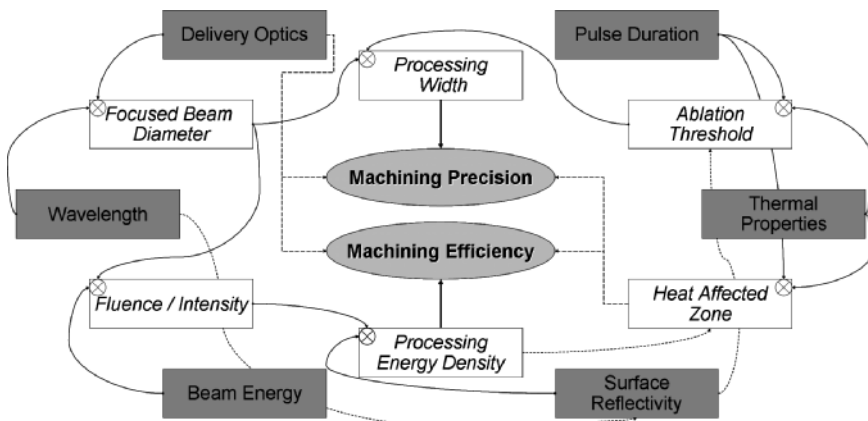 Delivery Optics
Pulse Duration
Processing
Width
Focused Beam
Diameter
Ablation
Threshold
Machining Precision
Wavelength
Thermal
Properties
Machining Efficiency
Fluence / Intensity
Heat Affected
Zone
Processing
Energy Density
Beam Energy
Surface
Reflectivity